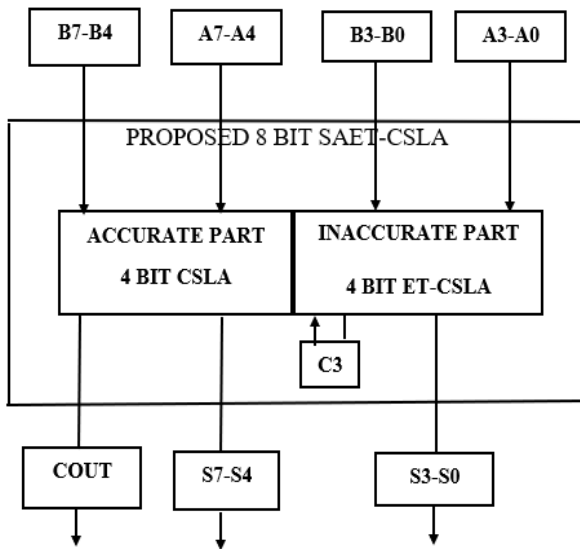 B7-B4
A7-A4
B3-B0
A3-A0
PROPOSED 8 BIT SAET-CSLA
ACCURATE PART
4 BIT CSLA
INACCURATE PART
4 BIT ET-CSLA
C3
COUT
S7-S4
S3-S0